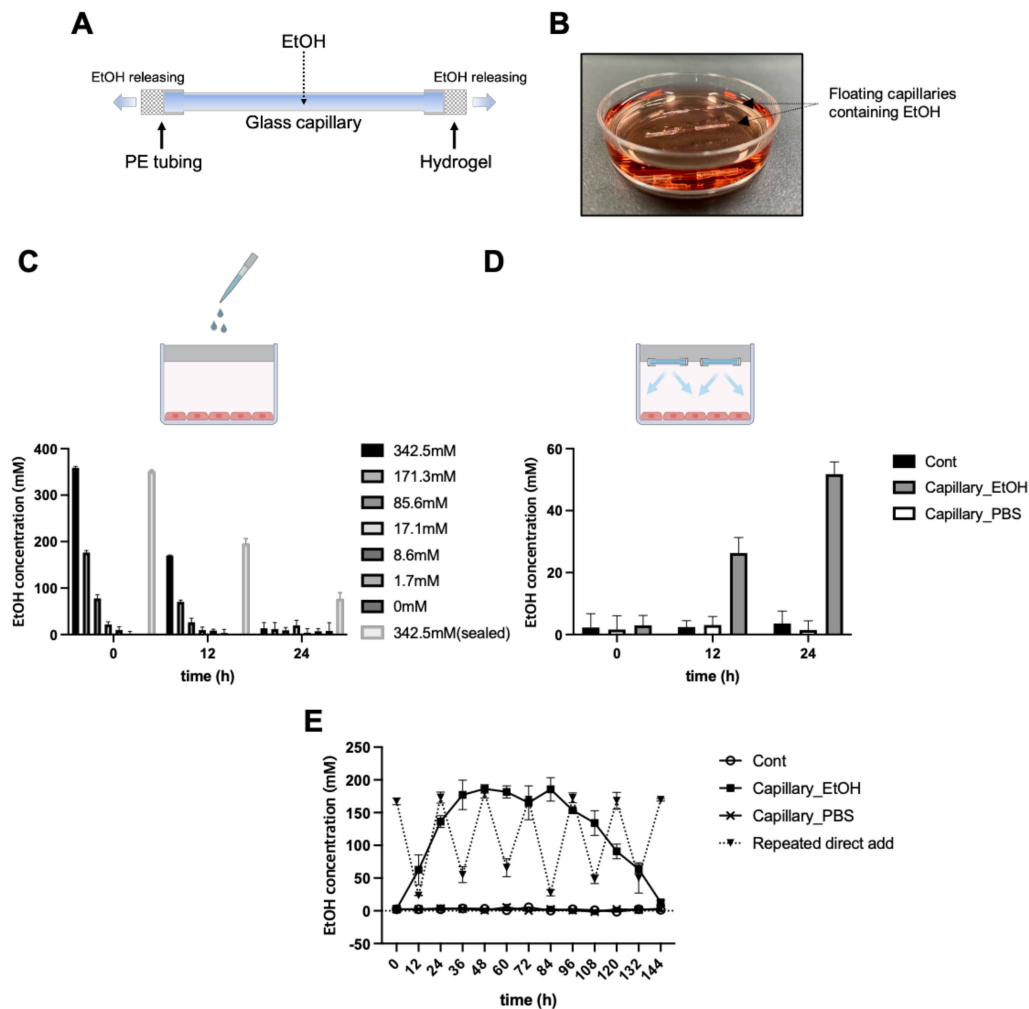 A
EtOH
EtOH releasing
EtOH releasing
Glass capillary
PE tubing
Hydrogel
B
Floating capillaries
containing EtOH
C
EtOH concentration (mM)
400
300
200
100
0
0
12
24
time (h)
342.5mM
171.3mM
85.6mM
17.1mM
8.6mM
1.7mM
0mM
342.5mM(sealed)
D
EtOH concentration (mM)
60
40
20
0
0
12
24
time (h)
Cont
Capillary_EtOH
Capillary_PBS
E
EtOH concentration (mM)
250
200
150
100
50
0
-50
0
12
24
36
48
60
72
84
96
108
120
132
144
time (h)
Cont
Capillary_EtOH
Capillary_PBS
Repeated direct add